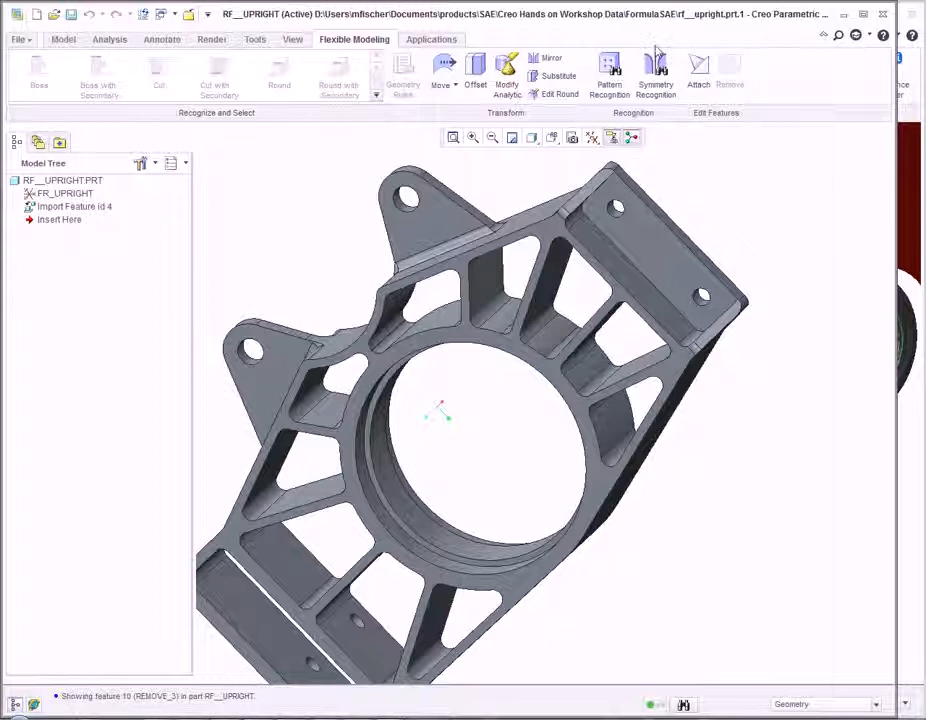 RF__UPRIGHT (Active) D:\Users\mfischer\Documents\products\SAE\Creo Hands on Workshop Data\FormulaSAE\rf__upright.prt.1 - Creo Parametric ...
File Model Analysis Annotate Render Tools View Flexible Modeling Applications
Boss
Boss with Secondary
Cut
Cut with Secondary
Round
Round with Secondary
Geometry Rules
Move
Offset
Modify Analytic
Mirror
Substitute
Edit Round
Pattern Recognition
Symmetry Recognition
Attach
Remove
Recognize and Select Transform Recognition Edit Features
Model Tree
RF__UPRIGHT.PRT
FR_UPRIGHT
Import Feature id 4
Insert Here
Showing feature 10 (REMOVE_3) in part RF__UPRIGHT.
Geometry